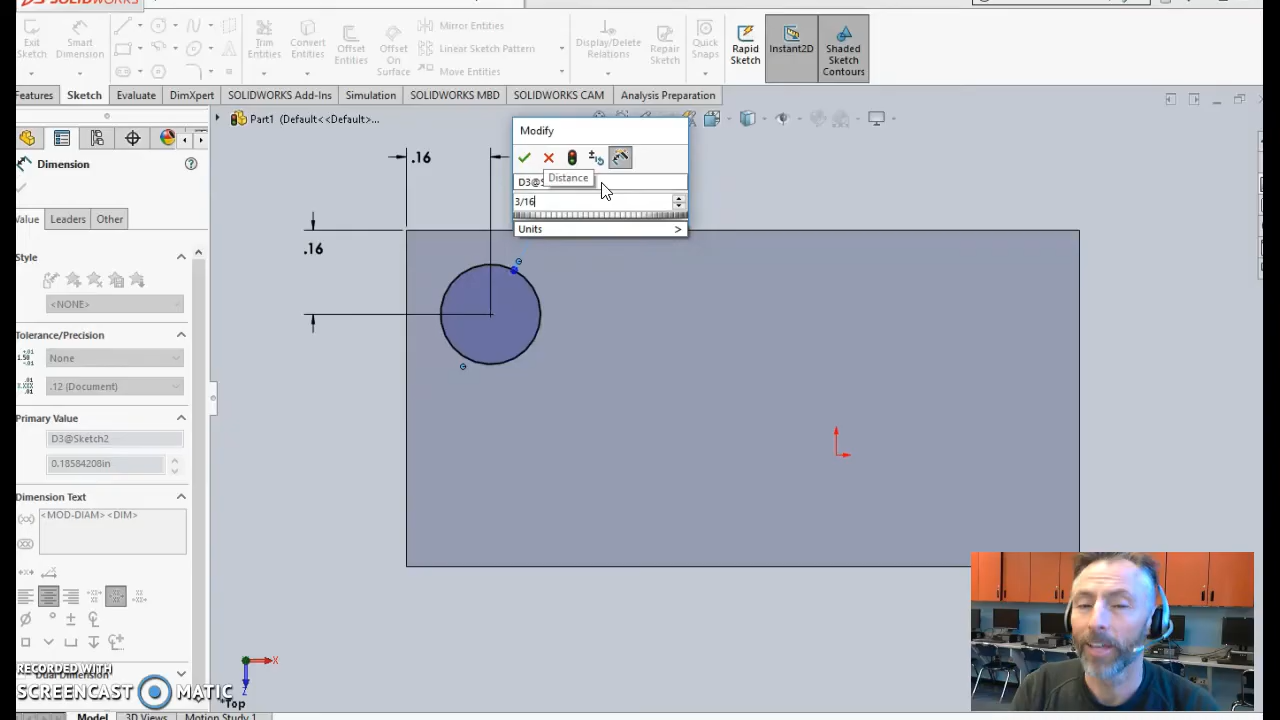 SOLIDWORKS
Exit Sketch
Smart Dimension
Trim Entities
Convert Entities
Offset Entities
Offset On Surface
Mirror Entities
Linear Sketch Pattern
Move Entities
Display/Delete Relations
Repair Sketch
Quick Snaps
Rapid Sketch
Instant2D
Shaded Sketch Contours
Features
Sketch
Evaluate
DimXpert
SOLIDWORKS Add-Ins
Simulation
SOLIDWORKS MBD
SOLIDWORKS CAM
Analysis Preparation
Part1 (Default<<Default>...
Dimension
Value
Leaders
Other
Style
<NONE>
Tolerance/Precision
None
.12 (Document)
Primary Value
D3@Sketch2
0.18584208in
Dimension Text
<MOD-DIAM><DIM>
Dual Dimension
Modify
Distance
3/16
Units >
.16
.16
X
Z
*Top
RECORDED WITH
SCREENCAST MATIC
Model
3D Views
Motion Study 1